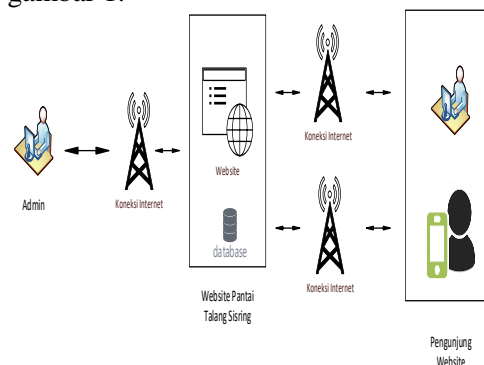 gambar 1.
Koneksi Internet
Website
Admin
Koneksi Internet
database
Koneksi Internet
Website Pantai
Talang Sisring
Pengunjung
Website